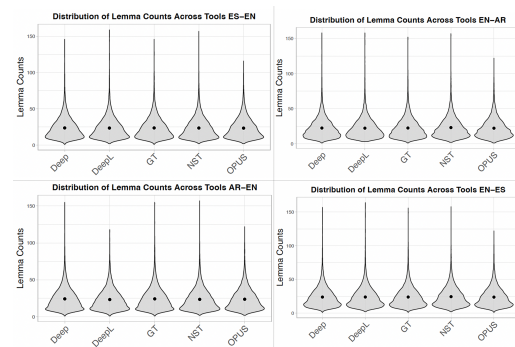 Distribution of Lemma Counts Across Tools ES–EN
Lemma Counts
150
100
50
0
Deep
DeepL
GT
NST
OPUS
Distribution of Lemma Counts Across Tools EN–AR
Lemma Counts
150
100
50
0
Deep
DeepL
GT
NST
OPUS
Distribution of Lemma Counts Across Tools AR–EN
Lemma Counts
150
100
50
0
Deep
DeepL
GT
NST
OPUS
Distribution of Lemma Counts Across Tools EN–ES
Lemma Counts
150
100
50
0
Deep
DeepL
GT
NST
OPUS